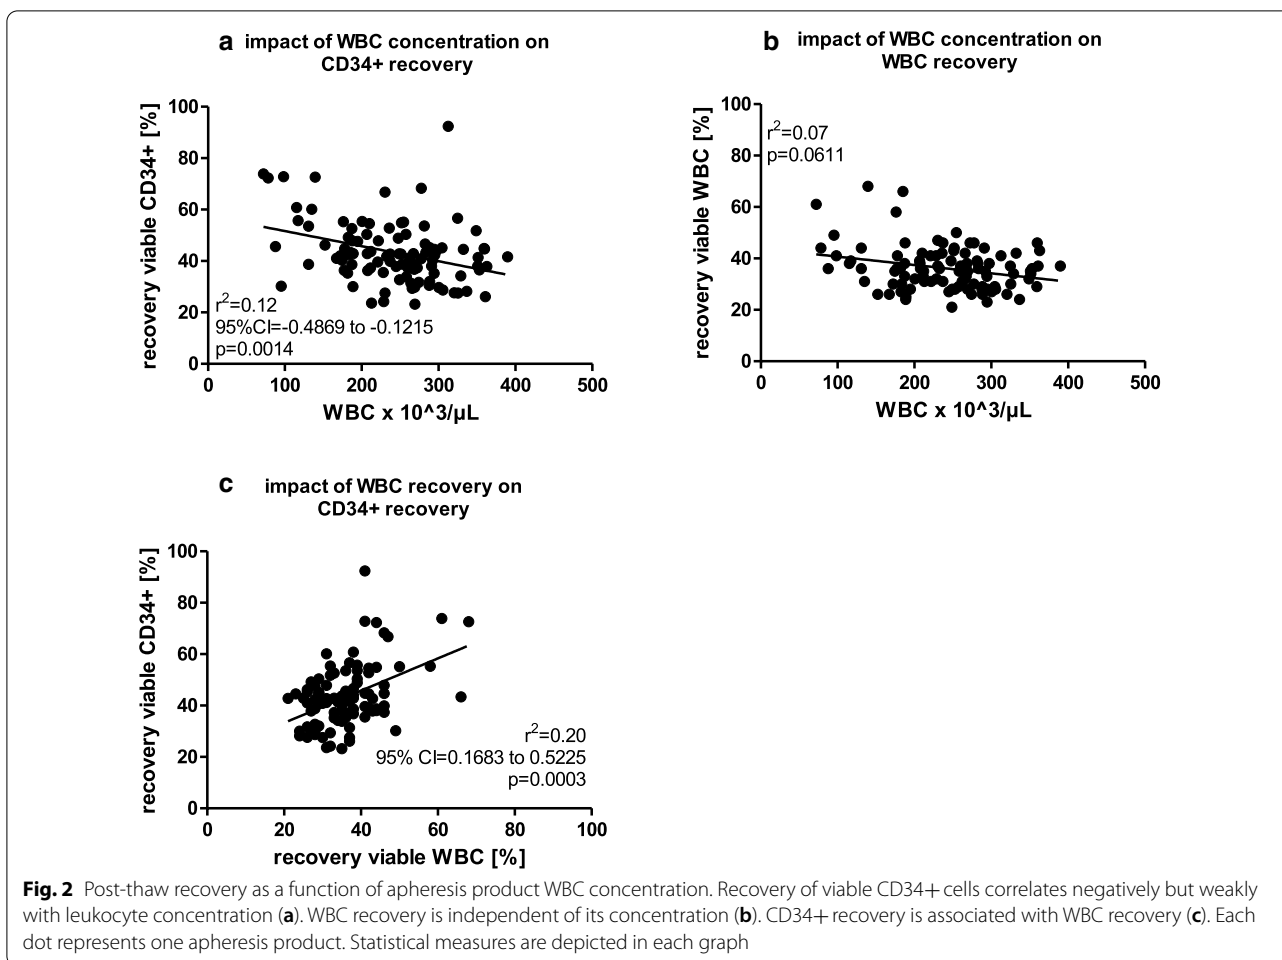 a impact of WBC concentration on
CD34+ recovery
recovery viable CD34+ [%]
100
80
60
40
20
0
r²=0.12
95%CI=-0.4869 to -0.1215
p=0.0014
0 100 200 300 400 500
WBC x 10^3/µL
b impact of WBC concentration on
WBC recovery
recovery viable WBC [%]
100
80
60
40
20
0
r²=0.07
p=0.0611
0 100 200 300 400 500
WBC x 10^3/µL
c impact of WBC recovery on
CD34+ recovery
recovery viable CD34+ [%]
100
80
60
40
20
0
r²=0.20
95% CI=0.1683 to 0.5225
p=0.0003
0 20 40 60 80 100
recovery viable WBC [%]
Fig. 2 Post-thaw recovery as a function of apheresis product WBC concentration. Recovery of viable CD34+ cells correlates negatively but weakly
with leukocyte concentration (a). WBC recovery is independent of its concentration (b). CD34+ recovery is associated with WBC recovery (c). Each
dot represents one apheresis product. Statistical measures are depicted in each graph